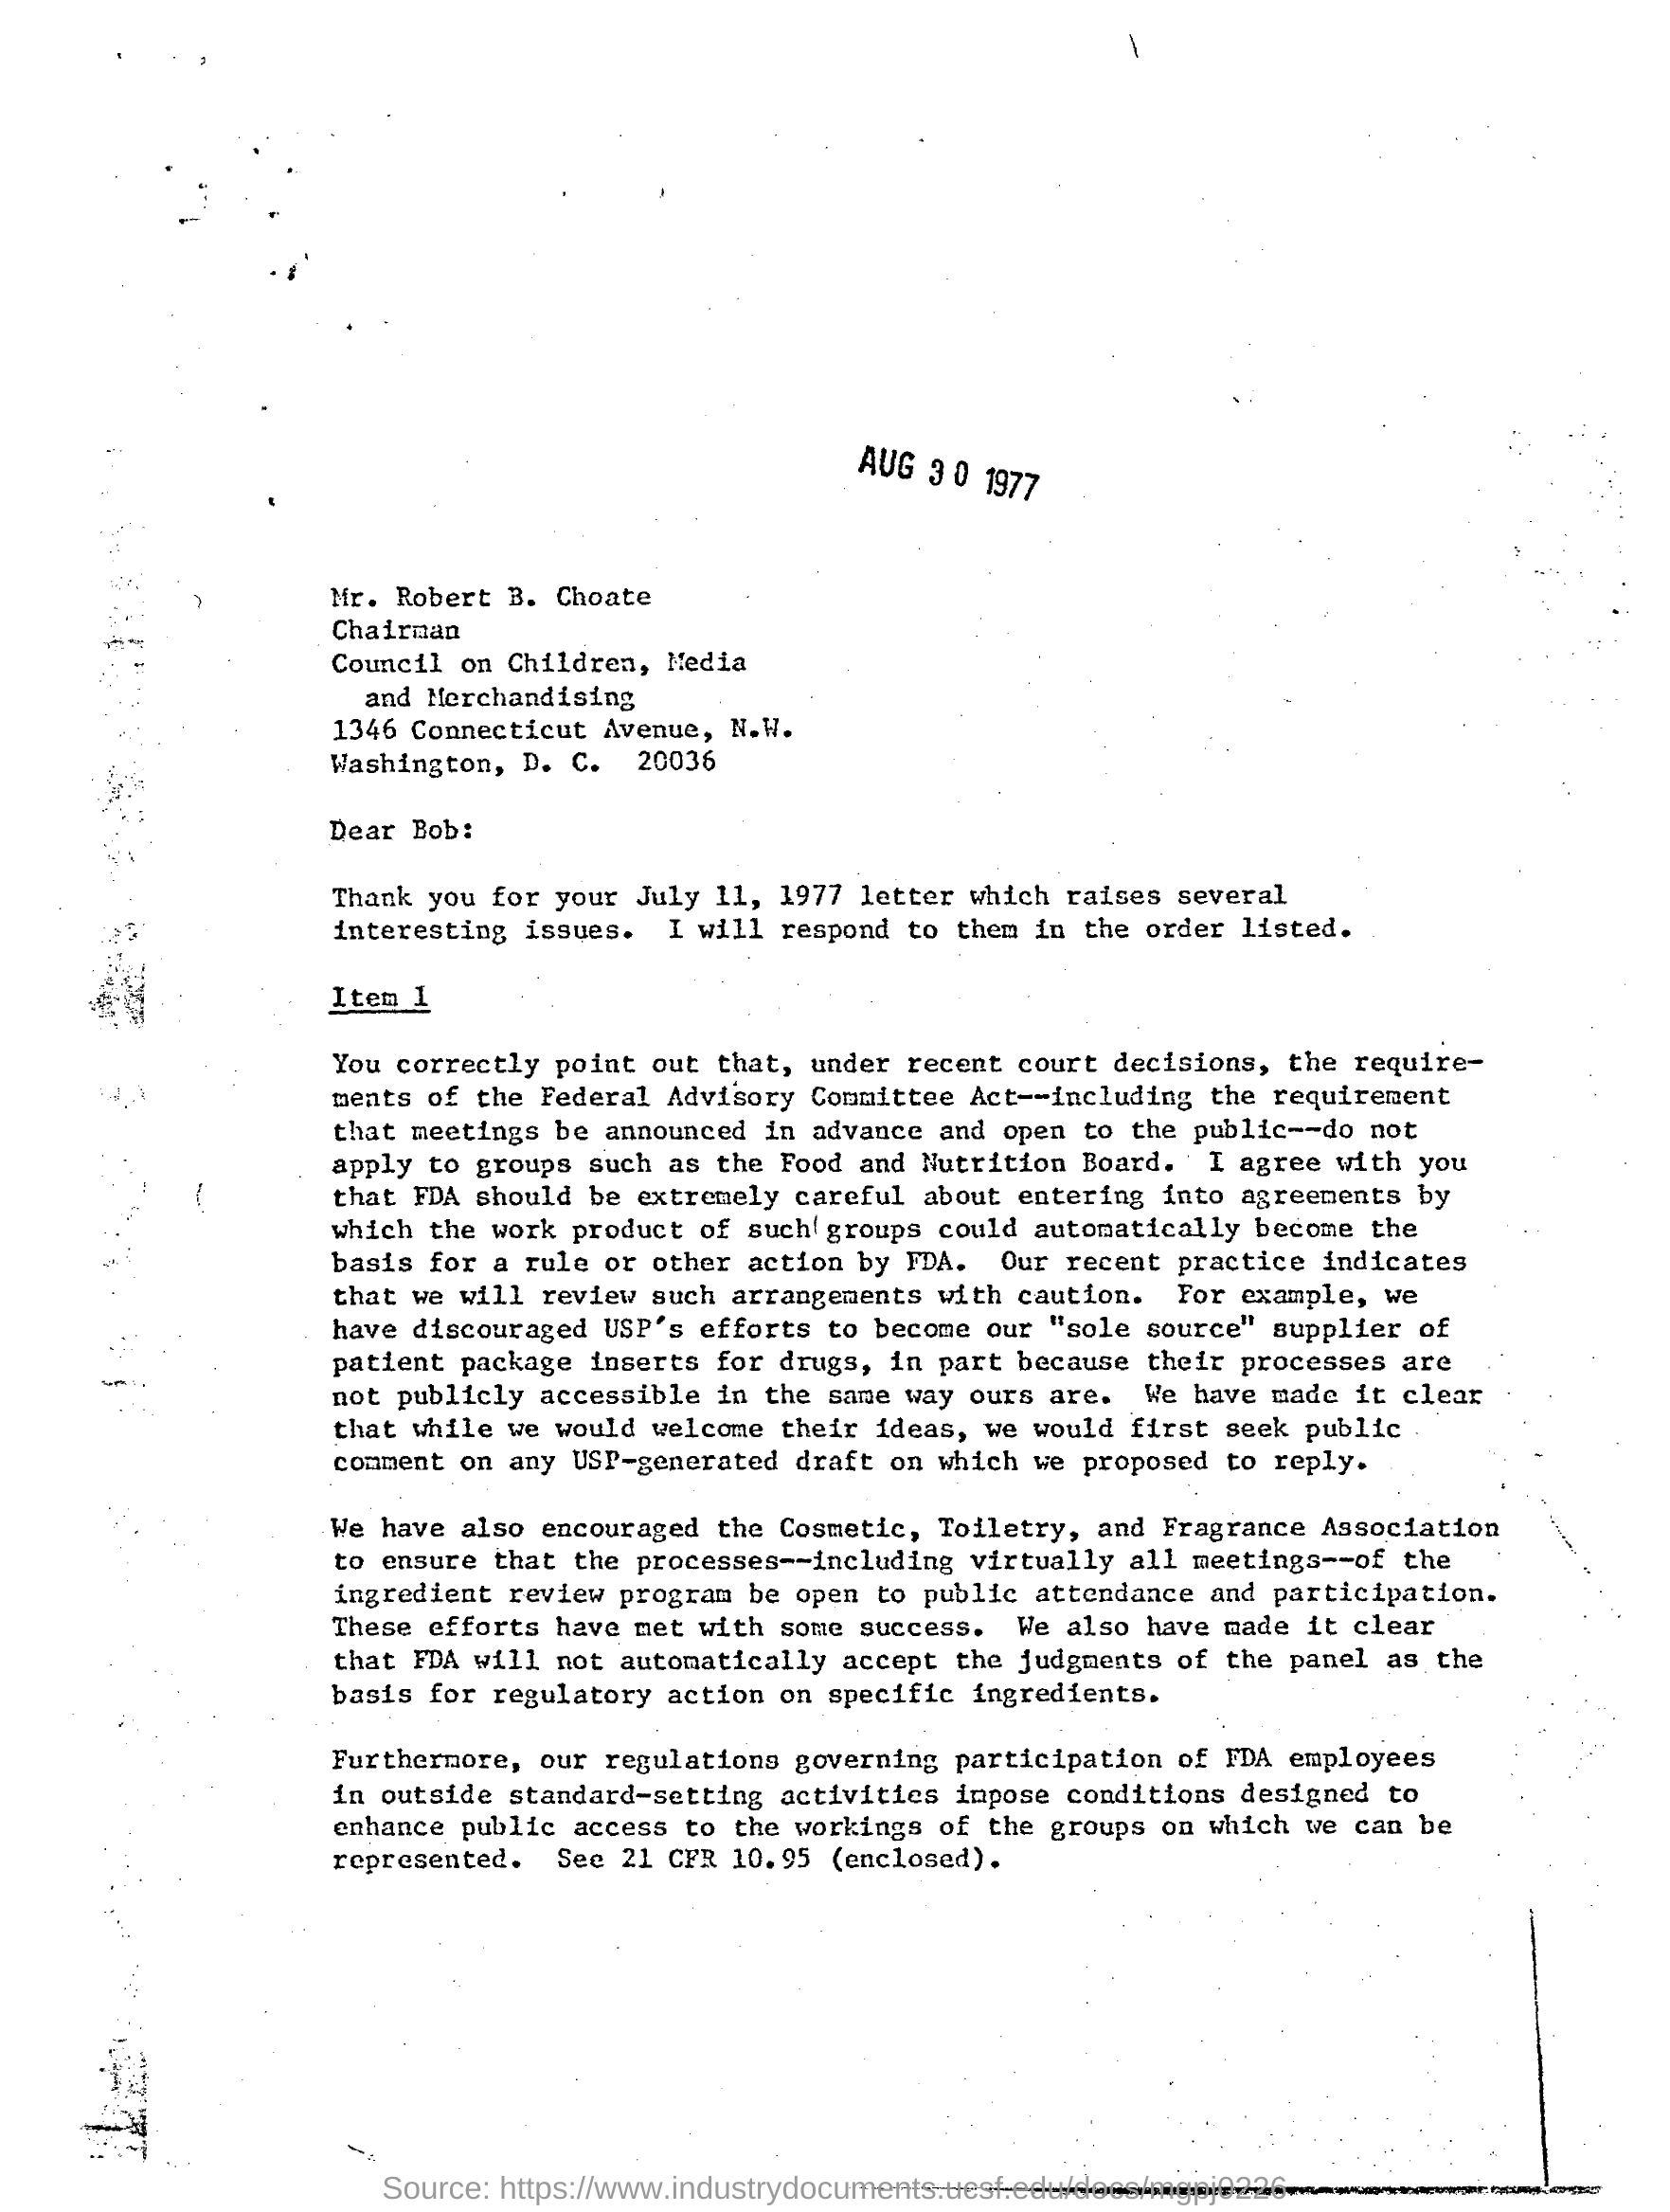 AUG 30 1977
Mr. Robert B. Choate
Chairman
Council on Children, Media
and Merchandising
1346 Connecticut Avenue, N.W.
Washington, D. C. 20036
Dear Bob:
Thank you for your July 11, 1977 letter which raises several
interesting issues. I will respond to them in the order listed.
Item 1
You correctly point out that, under recent court decisions, the require-
ments of the Federal Advisory Committee Act--including the requirement
that meetings be announced in advance and open to the public--do not
apply to groups such as the Food and Nutrition Board. I agree with you
that FDA should be extremely careful about entering into agreements by
which the work product of such groups could automatically become the
basis for a rule or other action by FDA. Our recent practice indicates
that we will review such arrangements with caution. For example, we
have discouraged USP's efforts to become our "sole source" supplier of
patient package inserts for drugs, in part because their processes are
not publicly accessible in the same way ours are. We have made it clear
that while we would welcome their ideas, we would first seek public
comment on any USP-generated draft on which we proposed to reply.
We have also encouraged the Cosmetic, Toiletry, and Fragrance Association
to ensure that the processes--including virtually all meetings--of the
ingredient review program be open to public attendance and participation.
These efforts have met with some success. We also have made it clear
that FDA will not automatically accept the judgments of the panel as the
basis for regulatory action on specific ingredients.
Furthermore, our regulations governing participation of FDA employees
in outside standard-setting activities impose conditions designed to
enhance public access to the workings of the groups on which we can be
represented. See 21 CFR 10.95 (enclosed).
Source: https://www.industrydocuments.ucsf.edu/docs/mgpj0226